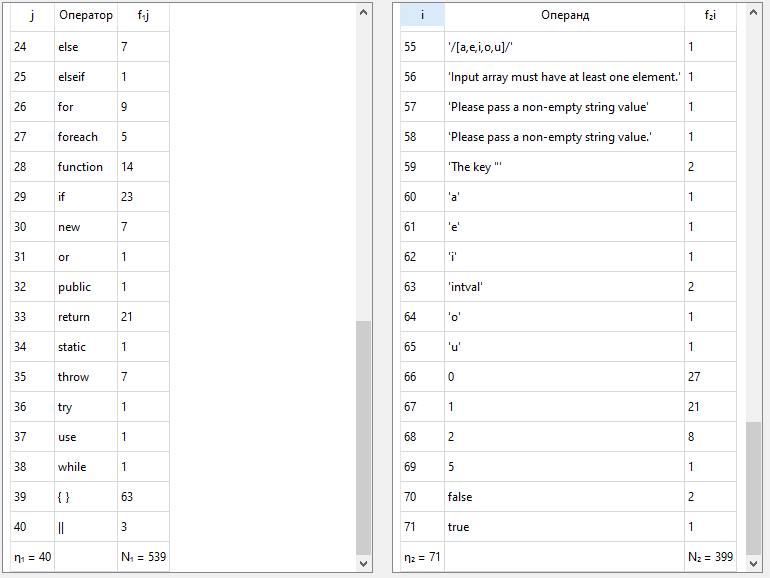 j Оператор f₁j
24 else 7
25 elseif 1
26 for 9
27 foreach 5
28 function 14
29 if 23
30 new 7
31 or 1
32 public 1
33 return 21
34 static 1
35 throw 7
36 try 1
37 use 1
38 while 1
39 { } 63
40 || 3
η₁ = 40 N₁ = 539
i Операнд f₂i
55 '/[a,e,i,o,u]/' 1
56 'Input array must have at least one element.' 1
57 'Please pass a non-empty string value' 1
58 'Please pass a non-empty string value.' 1
59 'The key "' 2
60 'a' 1
61 'e' 1
62 'i' 1
63 'intval' 2
64 'o' 1
65 'u' 1
66 0 27
67 1 21
68 2 8
69 5 1
70 false 2
71 true 1
η₂ = 71 N₂ = 399